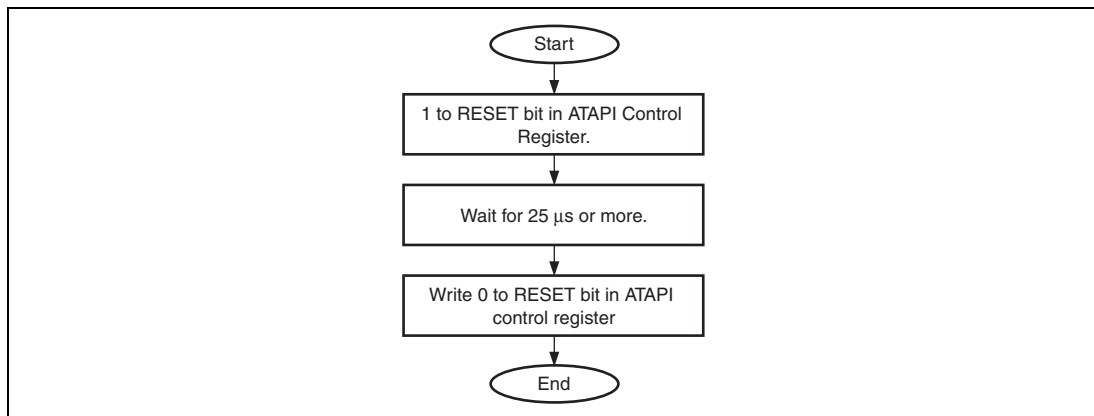 Start
1 to RESET bit in ATAPI Control
Register.
Wait for 25 μs or more.
Write 0 to RESET bit in ATAPI
control register
End